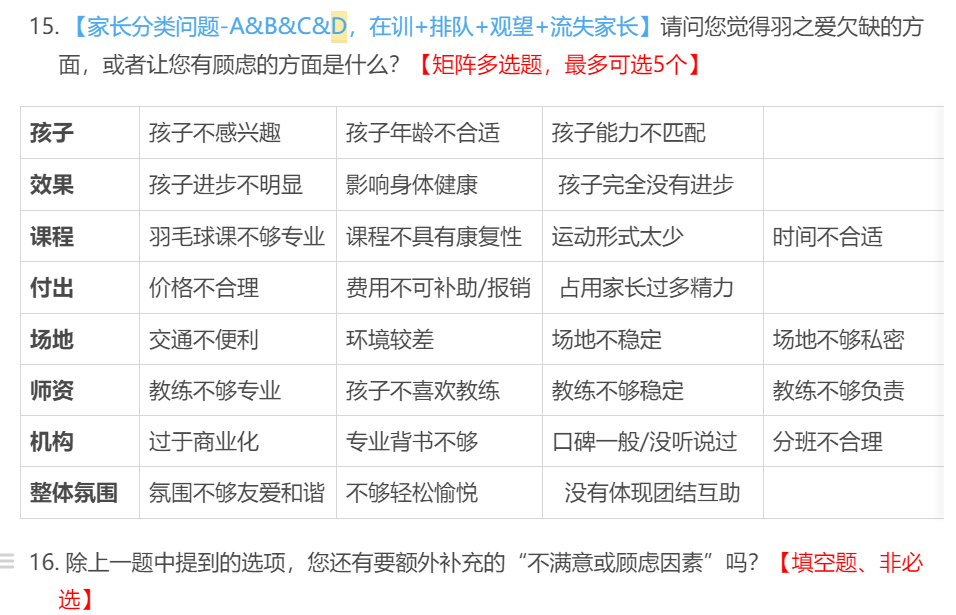 15. 【家长分类问题-A&B&C&D，在训+排队+观望+流失家长】请问您觉得羽之爱欠缺的方
面，或者让您有顾虑的方面是什么？【矩阵多选题，最多可选5个】
孩子 孩子不感兴趣 孩子年龄不合适 孩子能力不匹配
效果 孩子进步不明显 影响身体健康 孩子完全没有进步
课程 羽毛球课不够专业 课程不具有康复性 运动形式太少 时间不合适
付出 价格不合理 费用不可补助/报销 占用家长过多精力
场地 交通不便利 环境较差 场地不稳定 场地不够私密
师资 教练不够专业 孩子不喜欢教练 教练不够稳定 教练不够负责
机构 过于商业化 专业背书不够 口碑一般/没听说过 分班不合理
整体氛围 氛围不够友爱和谐 不够轻松愉悦 没有体现团结互助
16. 除上一题中提到的选项，您还有要额外补充的“不满意或顾虑因素”吗？【填空题、非必
选】